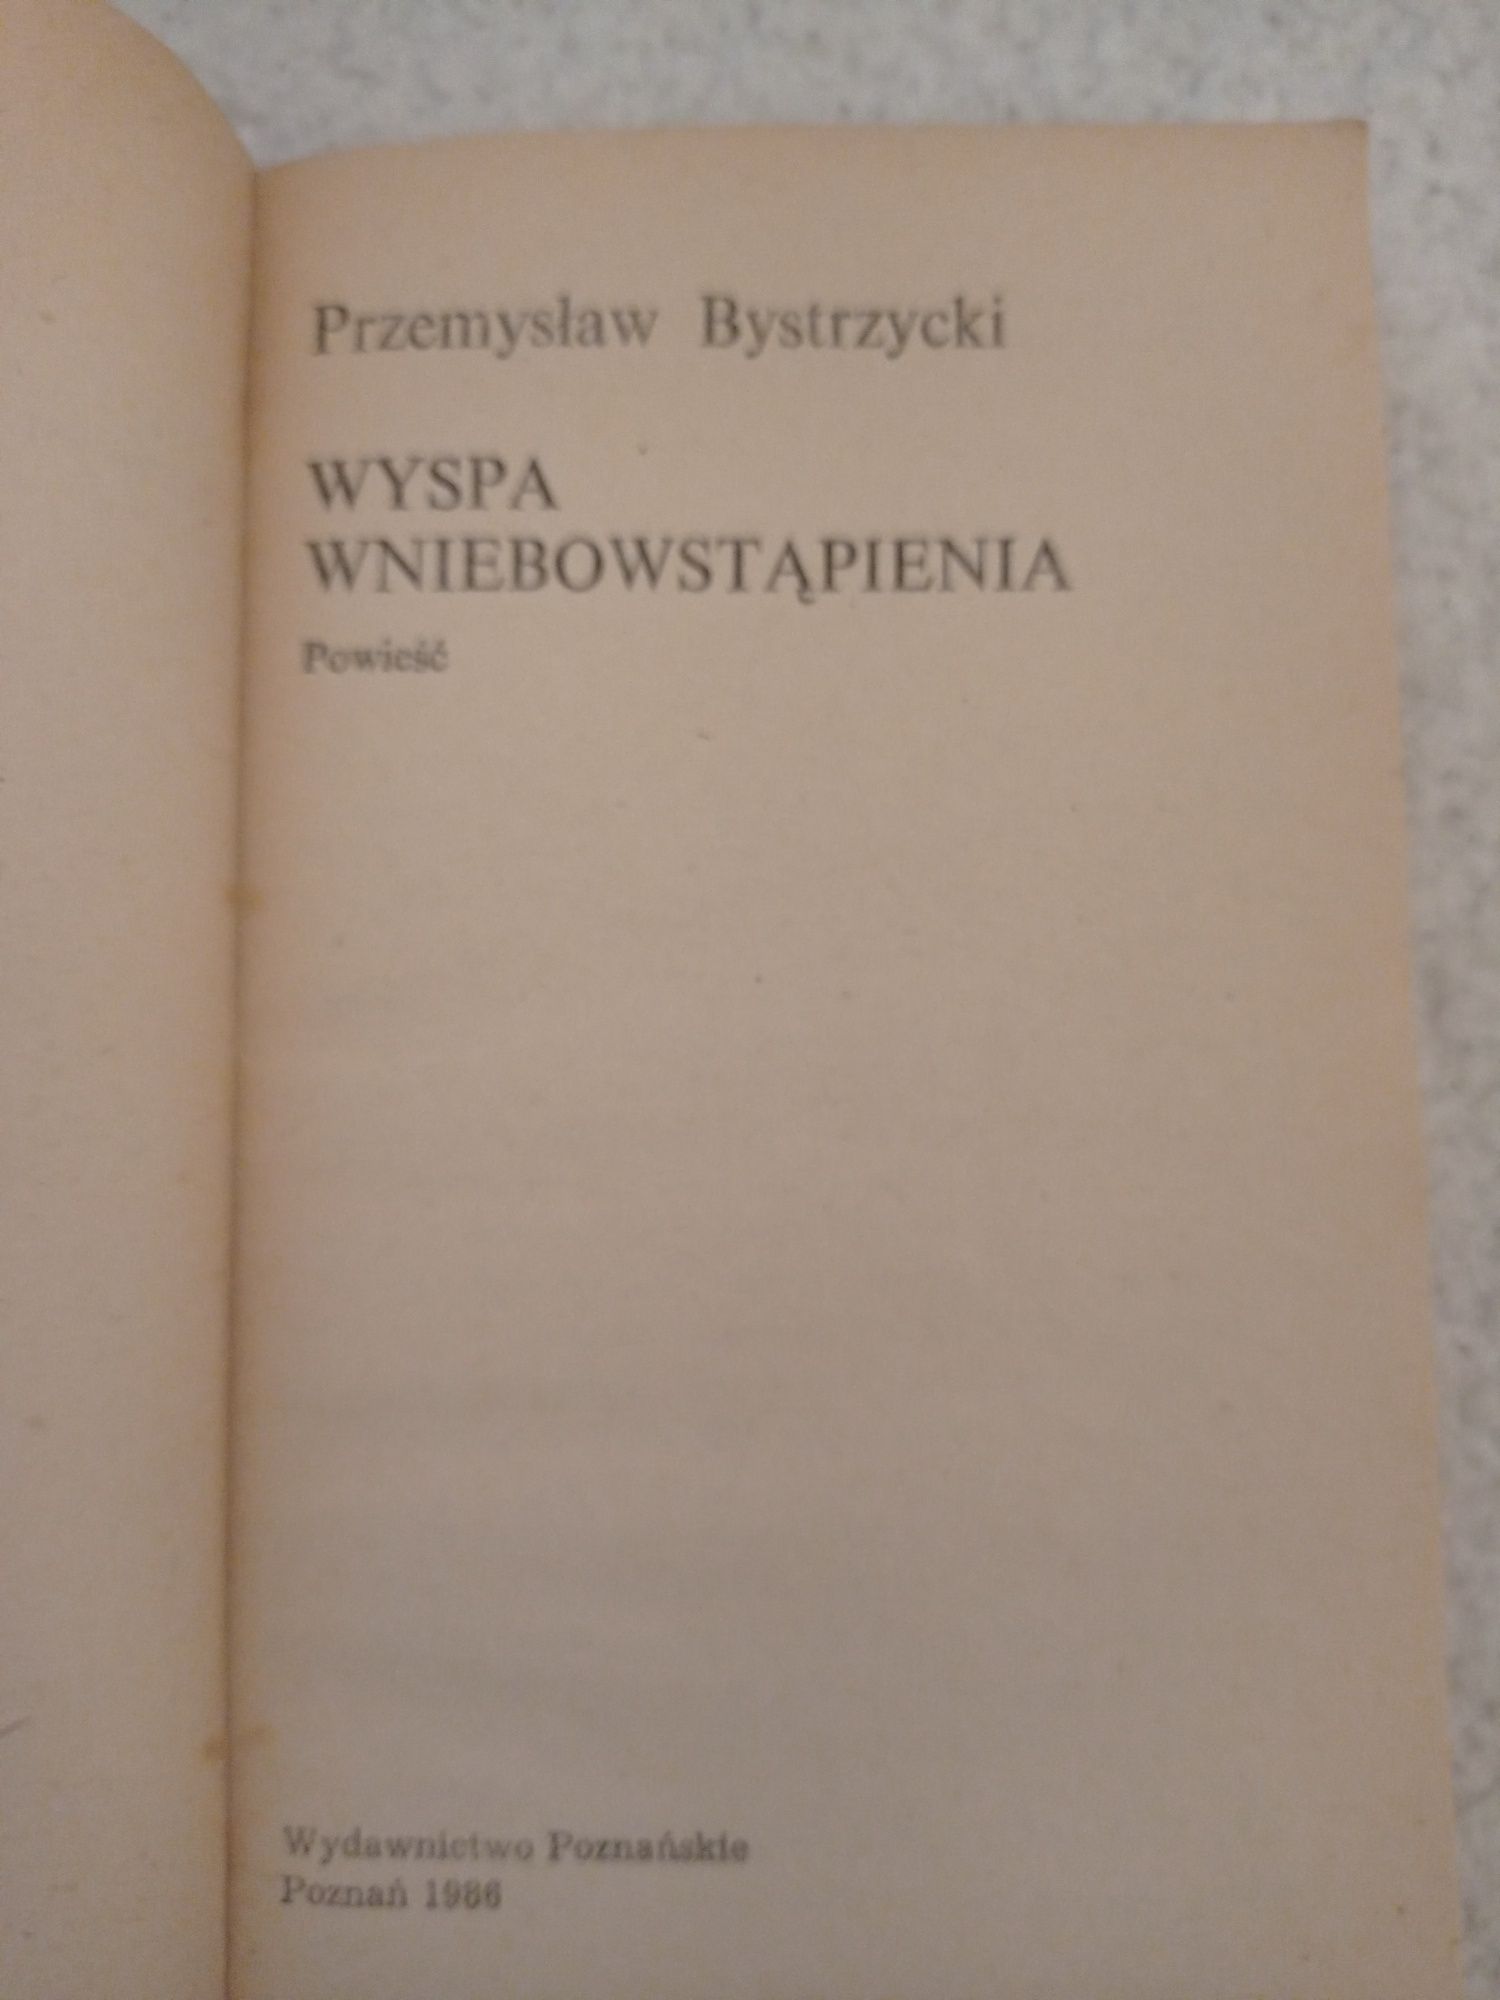 Przemysław Bystrzycki
WYSPA
WNIEBOWSTĄPIENIA
Powieść
Wydawnictwo Poznańskie
Poznań 1986